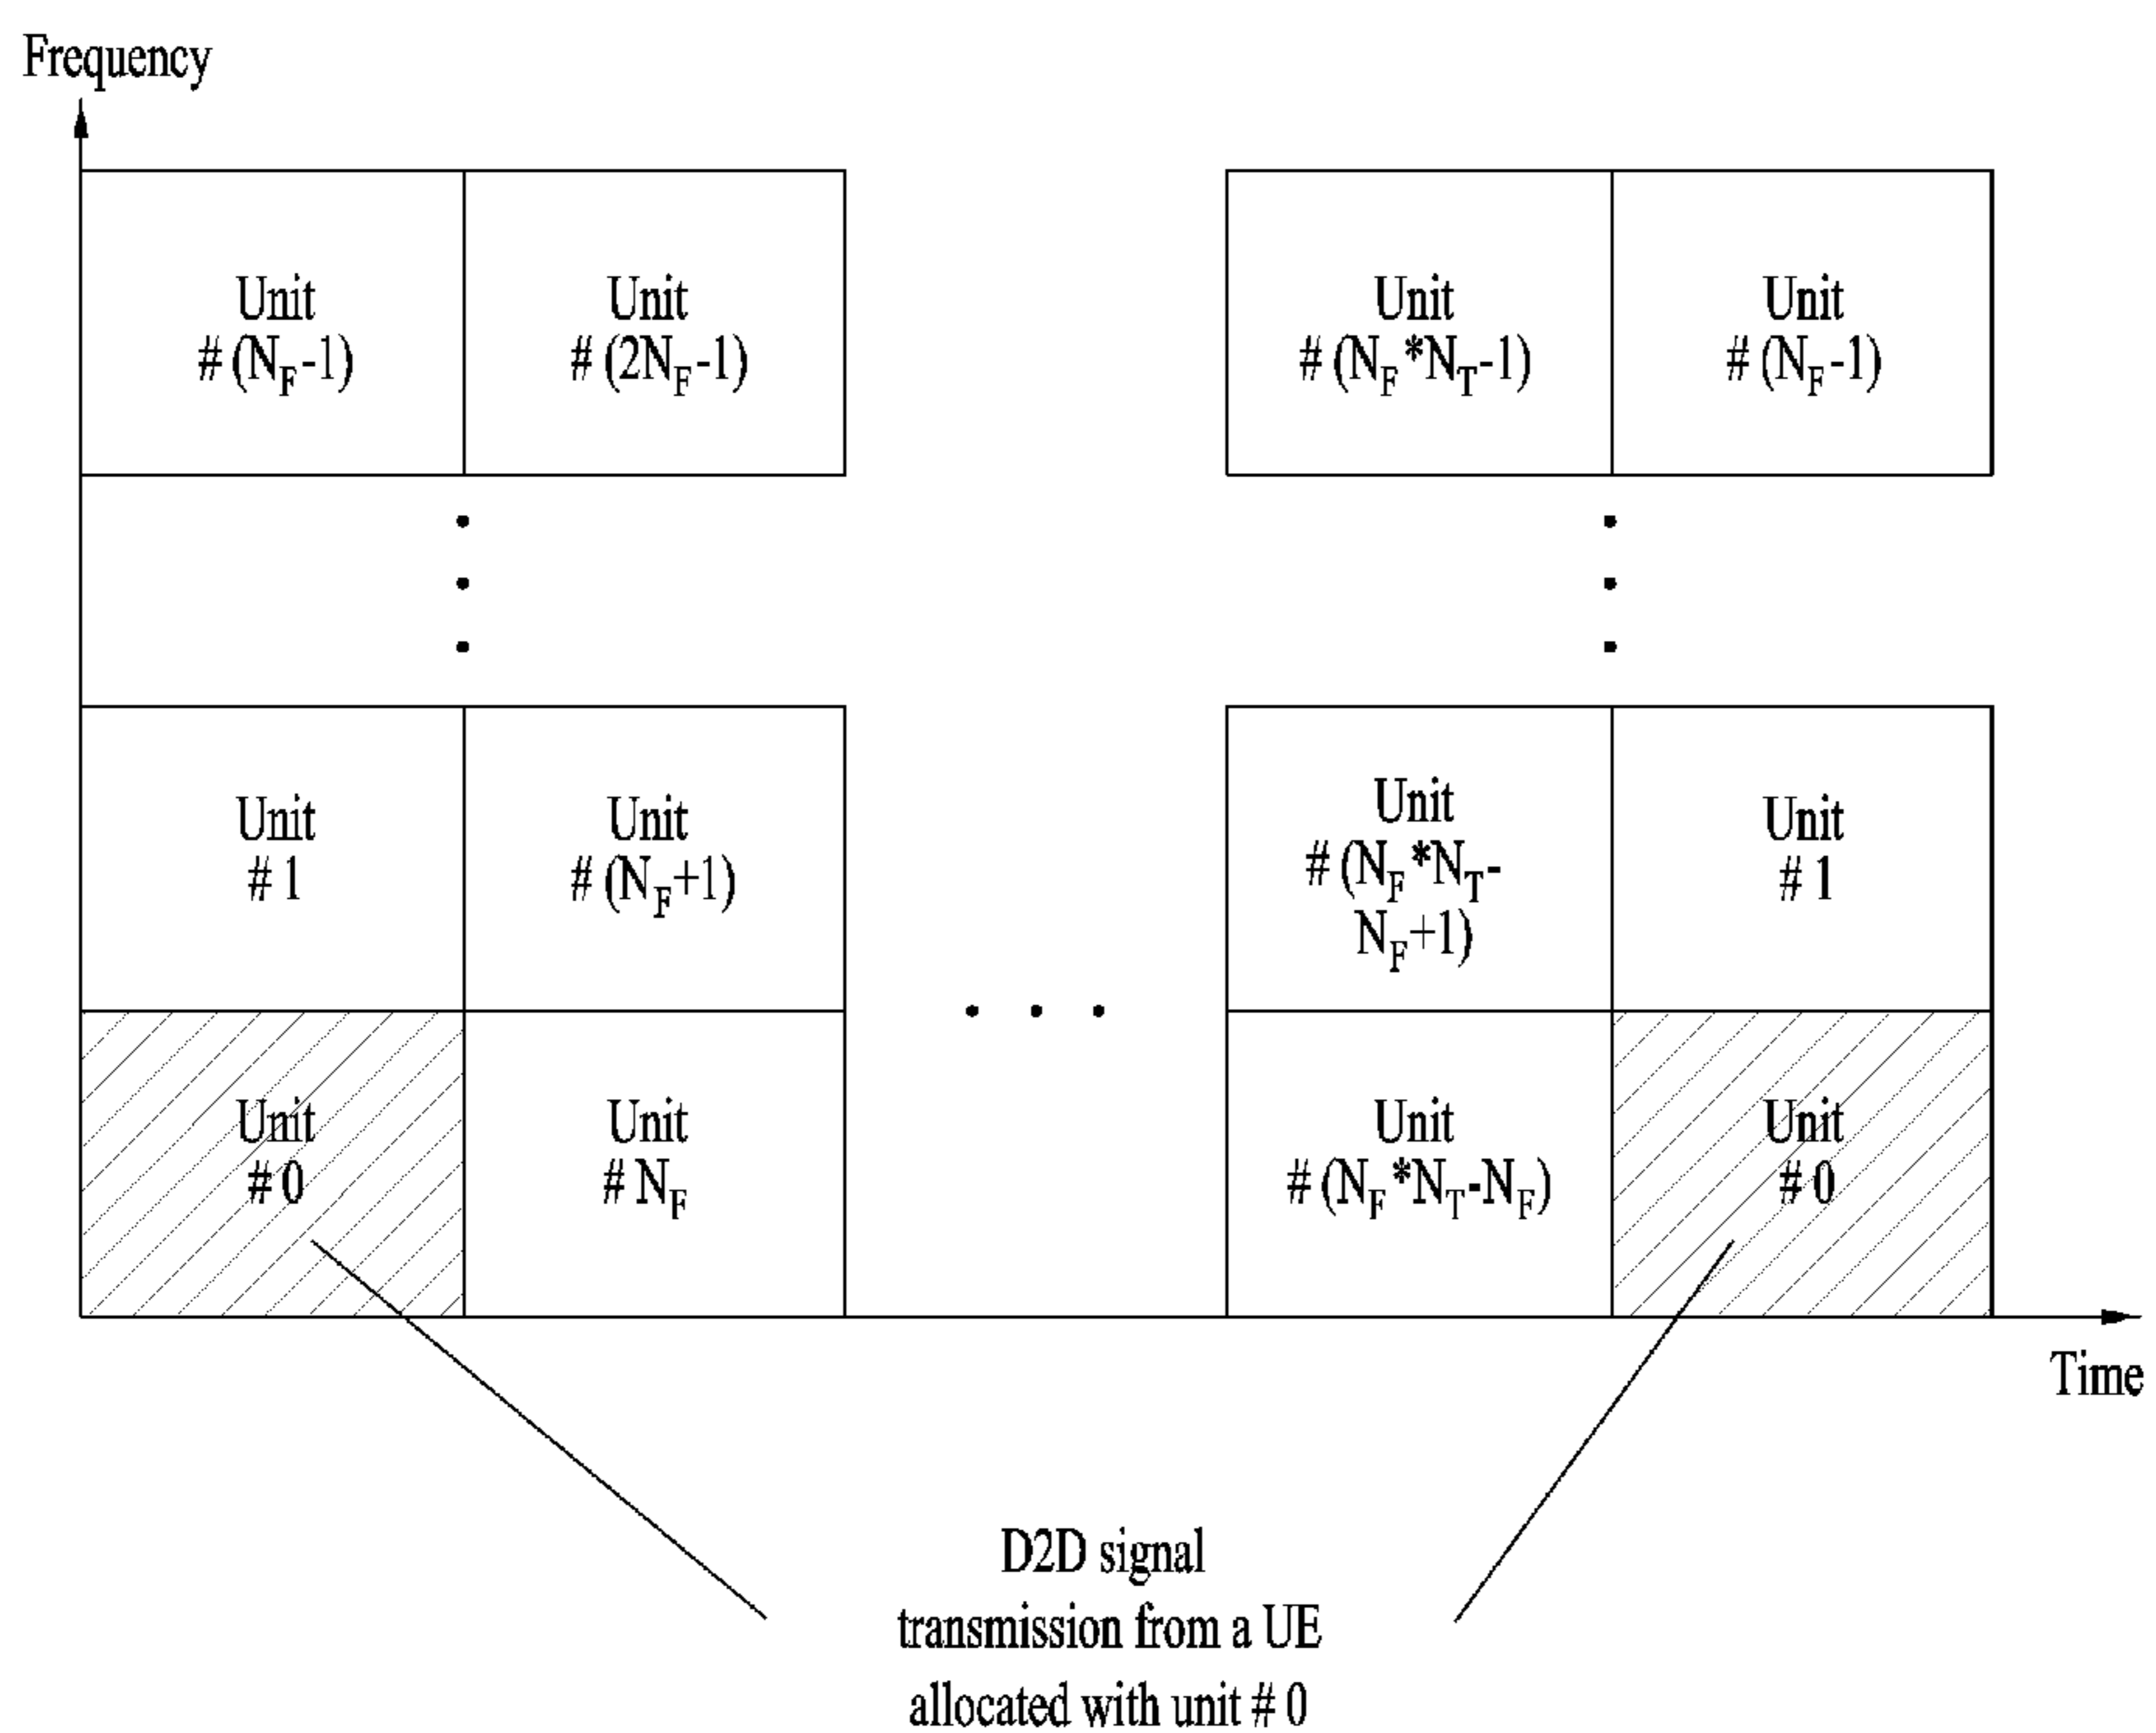 Frequency
Unit
# (N_F-1)
Unit
# (2N_F-1)
Unit
# (N_F*N_T-1)
Unit
# (N_F-1)
Unit
# 1
Unit
# (N_F+1)
Unit
# (N_F*N_T-
N_F+1)
Unit
# 1
Unit
# 0
Unit
# N_F
Unit
# (N_F*N_T-N_F)
Unit
# 0
Time
D2D signal
transmission from a UE
allocated with unit # 0